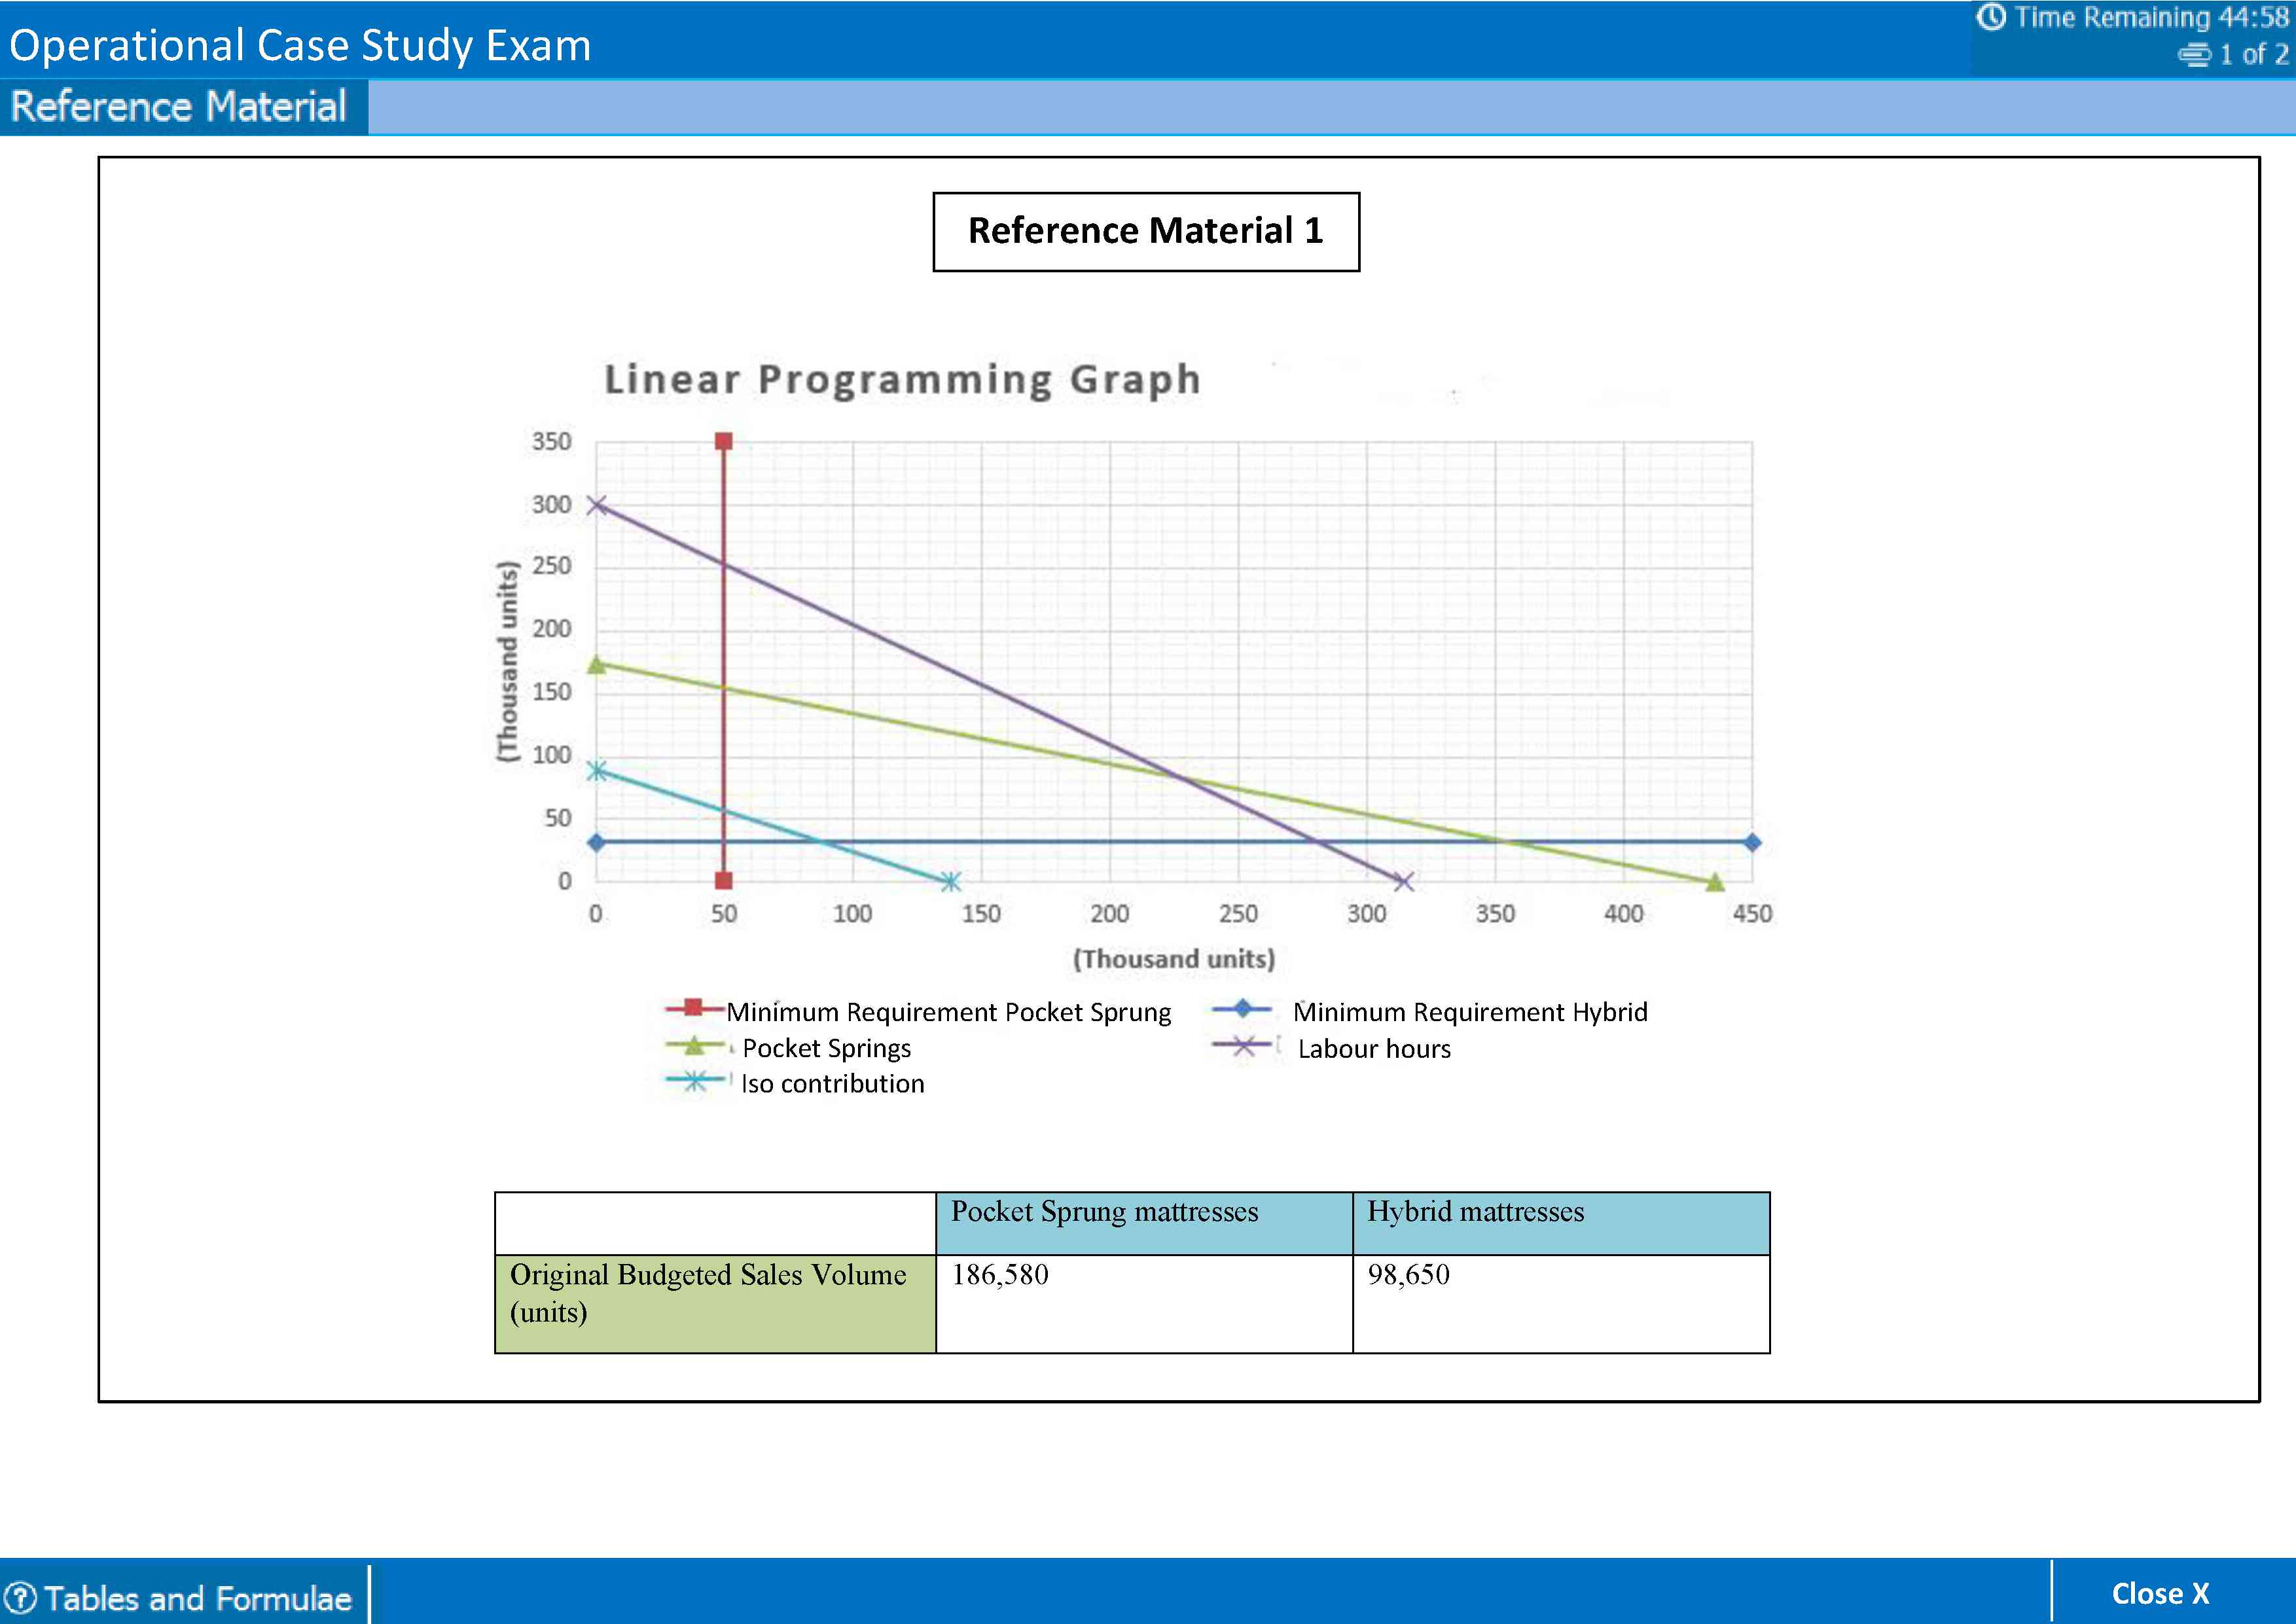 Operational Case Study Exam
Time Remaining 44:58
1 of 2
Reference Material
Reference Material 1
Linear Programming Graph
(Thousand units)
350
300
250
200
150
100
50
0
0 50 100 150 200 250 300 350 400 450
(Thousand units)
Minimum Requirement Pocket Sprung Minimum Requirement Hybrid
Pocket Springs Labour hours
Iso contribution
Pocket Sprung mattresses Hybrid mattresses
Original Budgeted Sales Volume 186,580 98,650
(units)
Tables and Formulae
Close X